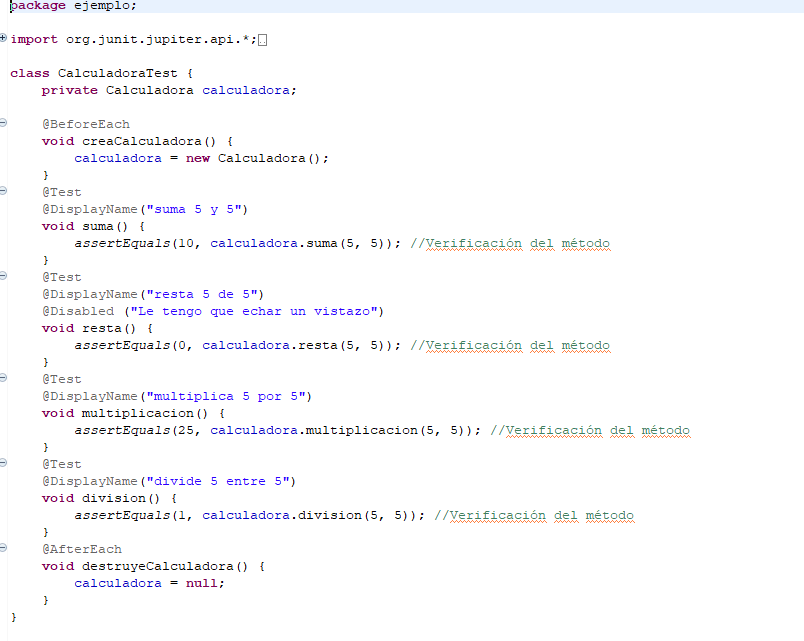 package ejemplo;
import org.junit.jupiter.api.*;
class CalculadoraTest {
private Calculadora calculadora;
@BeforeEach
void creaCalculadora() {
calculadora = new Calculadora();
}
@Test
@DisplayName("suma 5 y 5")
void suma() {
assertEquals(10, calculadora.suma(5, 5)); //Verificación del método
}
@Test
@DisplayName("resta 5 de 5")
@Disabled ("Le tengo que echar un vistazo")
void resta() {
assertEquals(0, calculadora.resta(5, 5)); //Verificación del método
}
@Test
@DisplayName("multiplica 5 por 5")
void multiplicacion() {
assertEquals(25, calculadora.multiplicacion(5, 5)); //Verificación del método
}
@Test
@DisplayName("divide 5 entre 5")
void division() {
assertEquals(1, calculadora.division(5, 5)); //Verificación del método
}
@AfterEach
void destruyeCalculadora() {
calculadora = null;
}
}